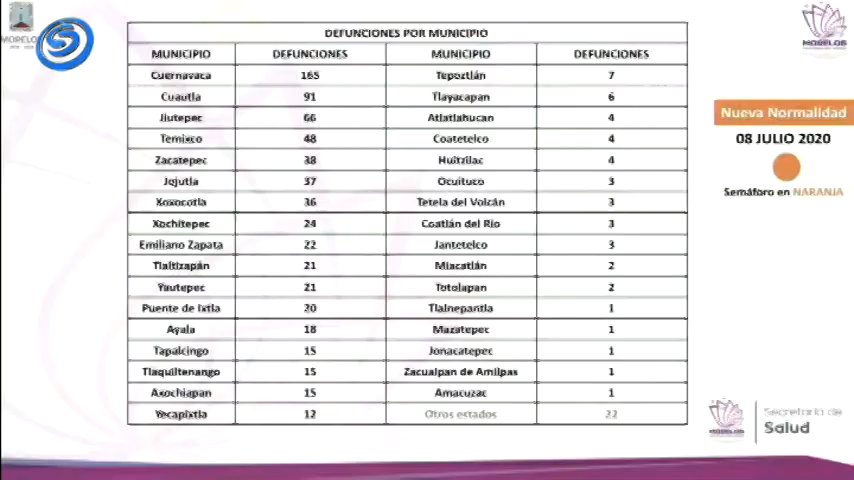 MORELOS
DEFUNCIONES POR MUNICIPIO
MUNICIPIO DEFUNCIONES MUNICIPIO DEFUNCIONES
Cuernavaca 165 Tepoztlán 7
Cuautla 91 Tlayacapan 6
Jiutepec 66 Atlatlahucan 4
Temixco 48 Coatetelco 4
Zacatepec 38 Huitzilac 4
Jojutla 37 Ocuituco 3
Xoxocotla 36 Tetela del Volcán 3
Xochitepec 24 Coatlán del Río 3
Emiliano Zapata 22 Jantetelco 3
Tlaltizapán 21 Miacatlán 2
Yautepec 21 Totolapan 2
Puente de Ixtla 20 Tlalnepantla 1
Ayala 18 Mazatepec 1
Tapalcingo 15 Jonacatepec 1
Tlaquiltenango 15 Zacualpan de Amilpas 1
Axochiapan 15 Amacuzac 1
Yecapixtla 12 Otros estados 22
MORELOS
Nueva Normalidad
08 JULIO 2020
Semáforo en NARANJA
MORELOS
Secretaría de
Salud